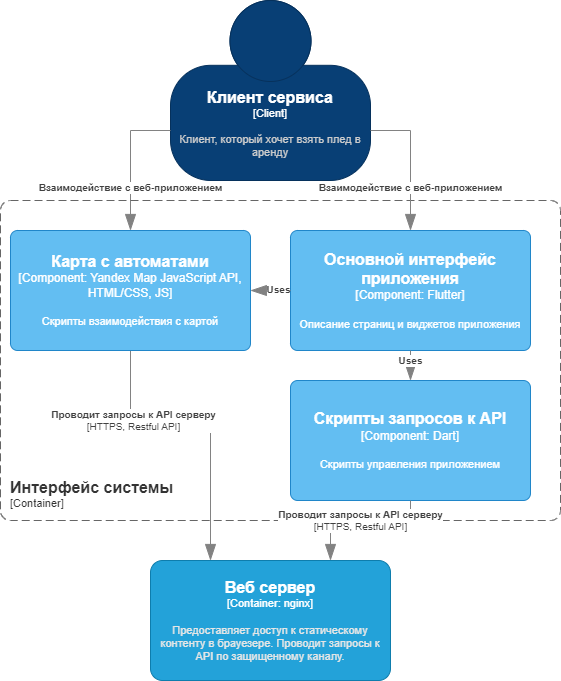 Клиент сервиса
[Client]
Клиент, который хочет взять плед в
аренду
Взаимодействие с веб-приложением
Взаимодействие с веб-приложением
Карта с автоматами
[Component: Yandex Map JavaScript API,
HTML/CSS, JS]
Скрипты взаимодействия с картой
Uses
Основной интерфейс
приложения
[Component: Flutter]
Описание страниц и виджетов приложения
Uses
Проводит запросы к API серверу
[HTTPS, Restful API]
Скрипты запросов к API
[Component: Dart]
Скрипты управления приложением
Интерфейс системы
[Container]
Проводит запросы к API серверу
[HTTPS, Restful API]
Веб сервер
[Container: nginx]
Предоставляет доступ к статическому
контенту в брауезере. Проводит запросы к
API по защищенному каналу.